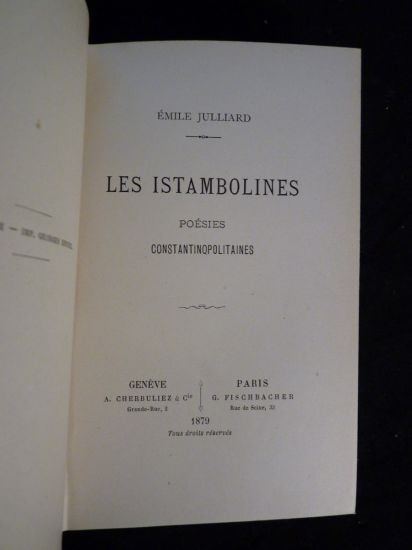 ÉMILE JULLIARD
LES ISTAMBOLINES
POÉSIES
CONSTANTINOPOLITAINES
GENÈVE
A. CHERBULIEZ & Cie
Grande-Rue, 2
PARIS
G. FISCHBACHER
Rue de Seine, 33
1879
Tous droits réservés
— IMP.